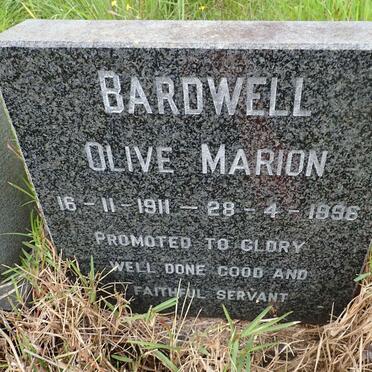 BARDWELL
OLIVE MARION
16-11-1911-28-4-1996
PROMOTED TO GLORY
WELL DONE GOOD AND
FAITHFUL SERVANT